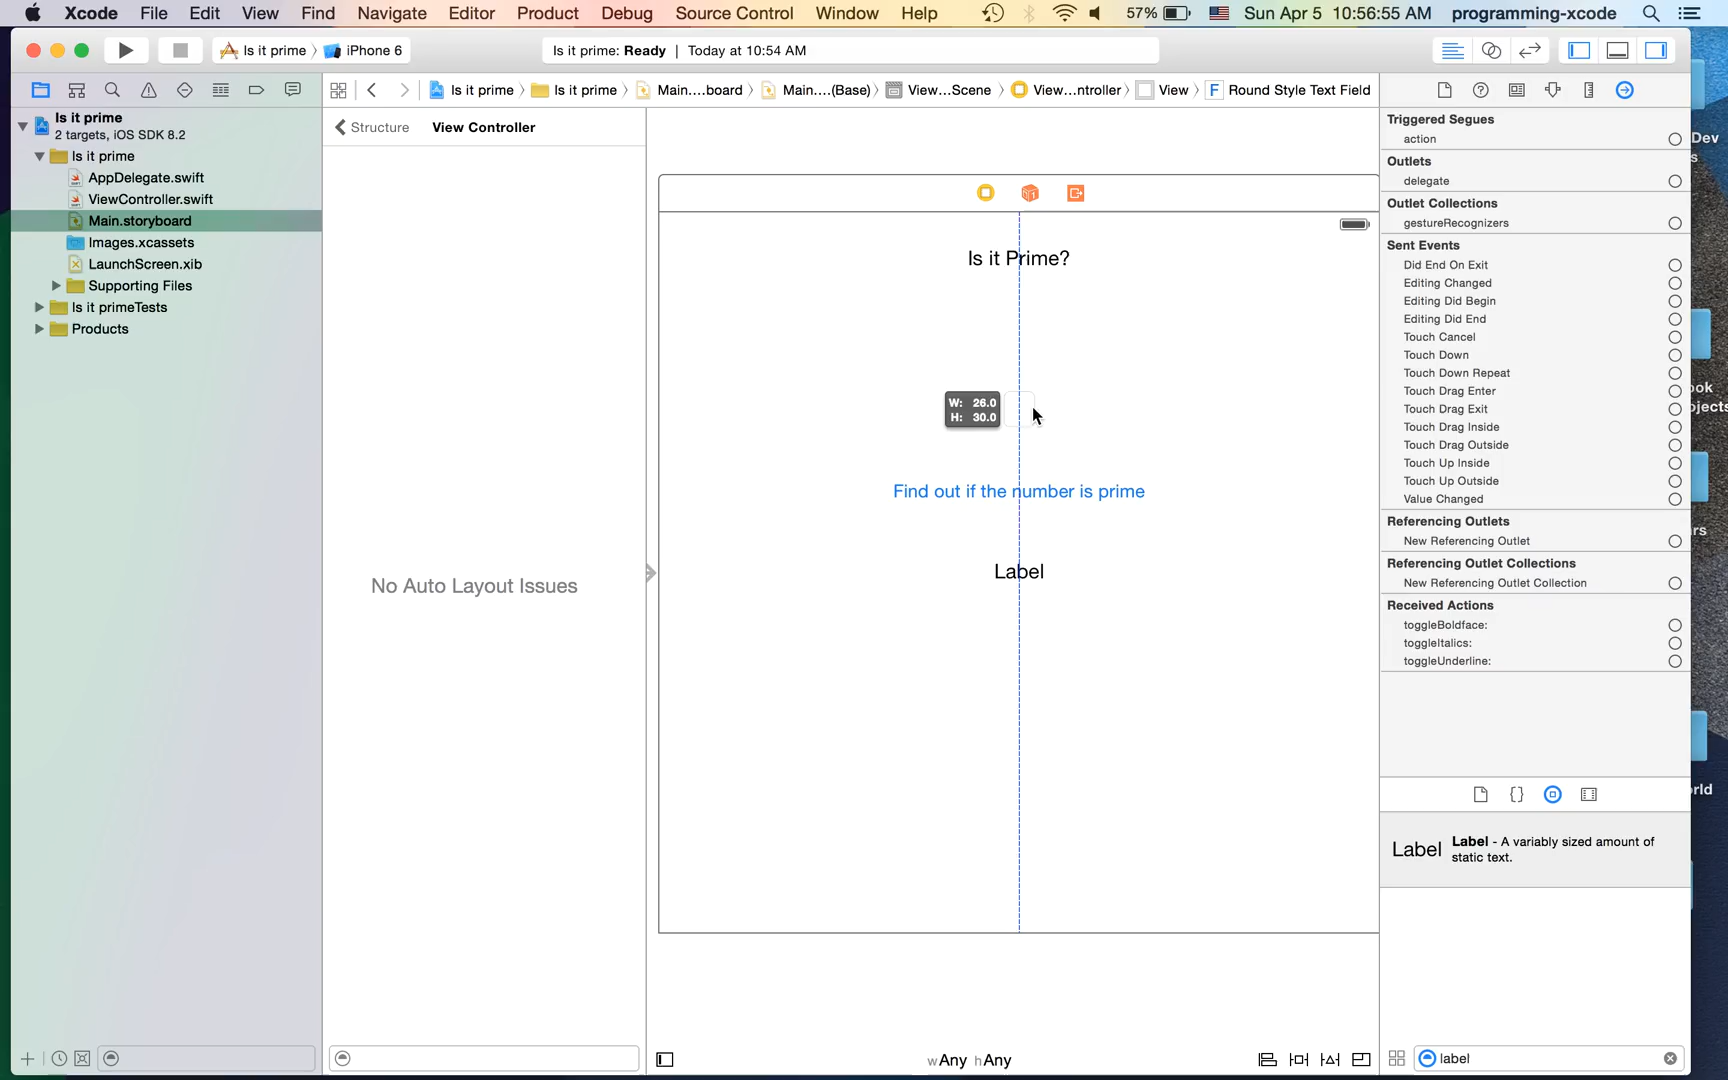 Xcode File Edit View Find Navigate Editor Product Debug Source Control Window Help 57% Sun Apr 5 10:56:55 AM programming-xcode
Is it prime iPhone 6 Is it prime: Ready | Today at 10:54 AM
Is it prime Is it prime Main....board Main....(Base) View...Scene View...ntroller View F Round Style Text Field
Is it prime
2 targets, iOS SDK 8.2
Is it prime
AppDelegate.swift
ViewController.swift
Main.storyboard
Images.xcassets
LaunchScreen.xib
Supporting Files
Is it primeTests
Products
Structure View Controller
No Auto Layout Issues
Is it Prime?
W: 26.0
H: 30.0
Find out if the number is prime
Label
wAny hAny
Triggered Segues
action
Outlets
delegate
Outlet Collections
gestureRecognizers
Sent Events
Did End On Exit
Editing Changed
Editing Did Begin
Editing Did End
Touch Cancel
Touch Down
Touch Down Repeat
Touch Drag Enter
Touch Drag Exit
Touch Drag Inside
Touch Drag Outside
Touch Up Inside
Touch Up Outside
Value Changed
Referencing Outlets
New Referencing Outlet
Referencing Outlet Collections
New Referencing Outlet Collection
Received Actions
toggleBoldface:
toggleItalics:
toggleUnderline:
Label Label - A variably sized amount of
static text.
label
Dev